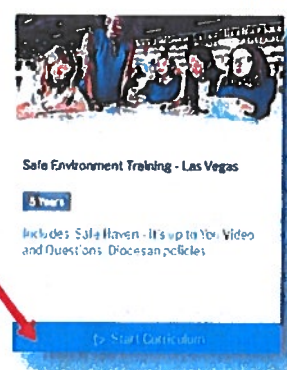 Safe Environment Training - Las Vegas
5 Years
Includes Safe Haven - It's up to You Video
and Questions, Diocesan policies
Start Curriculum